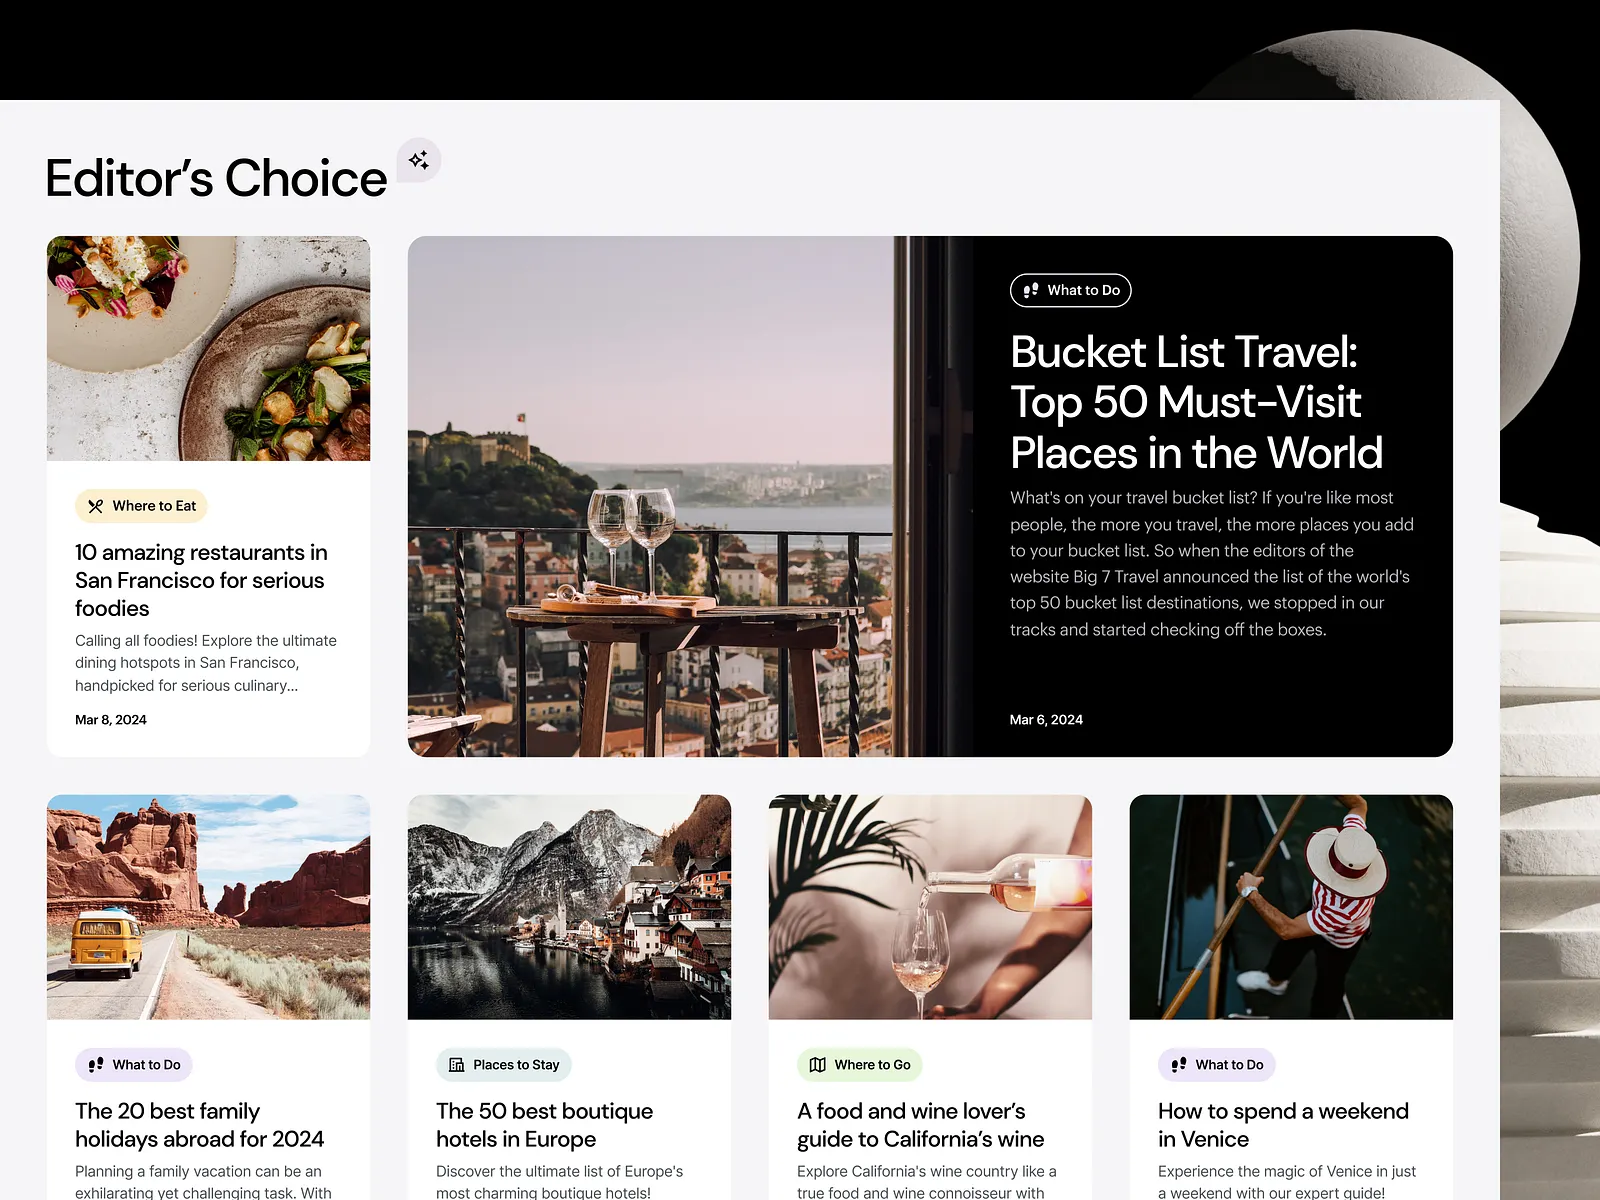 Editor’s Choice
Where to Eat
10 amazing restaurants in
San Francisco for serious
foodies
Calling all foodies! Explore the ultimate
dining hotspots in San Francisco,
handpicked for serious culinary...
Mar 8, 2024
What to Do
Bucket List Travel:
Top 50 Must–Visit
Places in the World
What's on your travel bucket list? If you're like most
people, the more you travel, the more places you add
to your bucket list. So when the editors of the
website Big 7 Travel announced the list of the world's
top 50 bucket list destinations, we stopped in our
tracks and started checking off the boxes.
Mar 6, 2024
What to Do
The 20 best family
holidays abroad for 2024
Planning a family vacation can be an
exhilarating yet challenging task. With
Places to Stay
The 50 best boutique
hotels in Europe
Discover the ultimate list of Europe's
most charming boutique hotels!
Where to Go
A food and wine lover’s
guide to California’s wine
Explore California's wine country like a
true food and wine connoisseur with
What to Do
How to spend a weekend
in Venice
Experience the magic of Venice in just
a weekend with our expert guide!